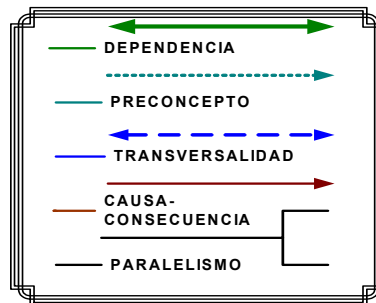 DEPENDENCIA
PRECONCEPTO
TRANSVERSALIDAD
CAUSA-
CONSECUENCIA
PARALELISMO